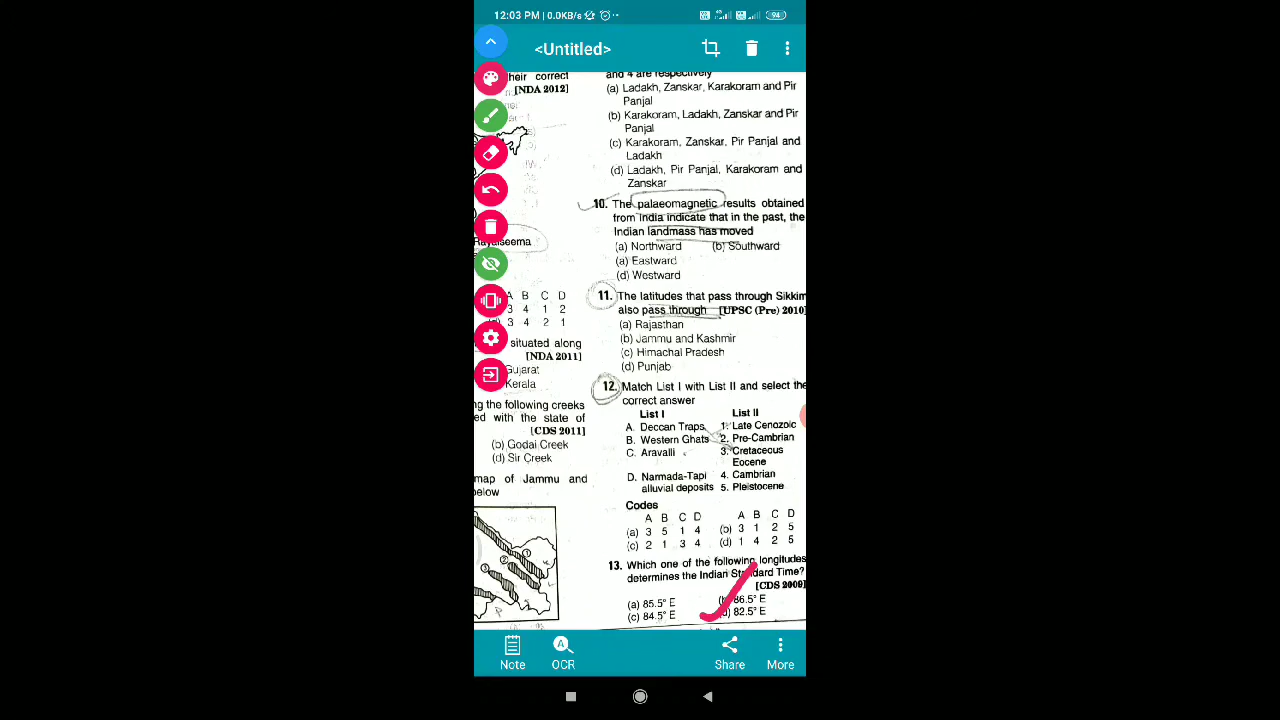 12:03 PM | 0.0KB/s
94
<Untitled>
their correct
[NDA 2012]
Rayalseema
A B C D
3 4 1 2
3 4 2 1
situated along
[NDA 2011]
Gujarat
Kerala
ng the following creeks
ed with the state of
[CDS 2011]
(b) Godai Creek
(d) Sir Creek
map of Jammu and
below
1
2
3
and 4 are respectively
(a) Ladakh, Zanskar, Karakoram and Pir
Panjal
(b) Karakoram, Ladakh, Zanskar and Pir
Panjal
(c) Karakoram, Zanskar, Pir Panjal and
Ladakh
(d) Ladakh, Pir Panjal, Karakoram and
Zanskar
10. The palaeomagnetic results obtained
from India indicate that in the past, the
Indian landmass has moved
(a) Northward (b) Southward
(a) Eastward
(d) Westward
11. The latitudes that pass through Sikkim
also pass through [UPSC (Pre) 2010]
(a) Rajasthan
(b) Jammu and Kashmir
(c) Himachal Pradesh
(d) Punjab
12. Match List I with List II and select the
correct answer
List I List II
A. Deccan Traps 1. Late Cenozoic
B. Western Ghats 2. Pre-Cambrian
C. Aravalli 3. Cretaceous
Eocene
D. Narmada-Tapi 4. Cambrian
alluvial deposits 5. Pleistocene
Codes
A B C D A B C D
(a) 3 5 1 4 (b) 3 1 2 5
(c) 2 1 3 4 (d) 1 4 2 5
13. Which one of the following longitudes
determines the Indian Standard Time?
[CDS 2009]
(a) 85.5° E (b) 86.5° E
(c) 84.5° E (d) 82.5° E
Note OCR Share More